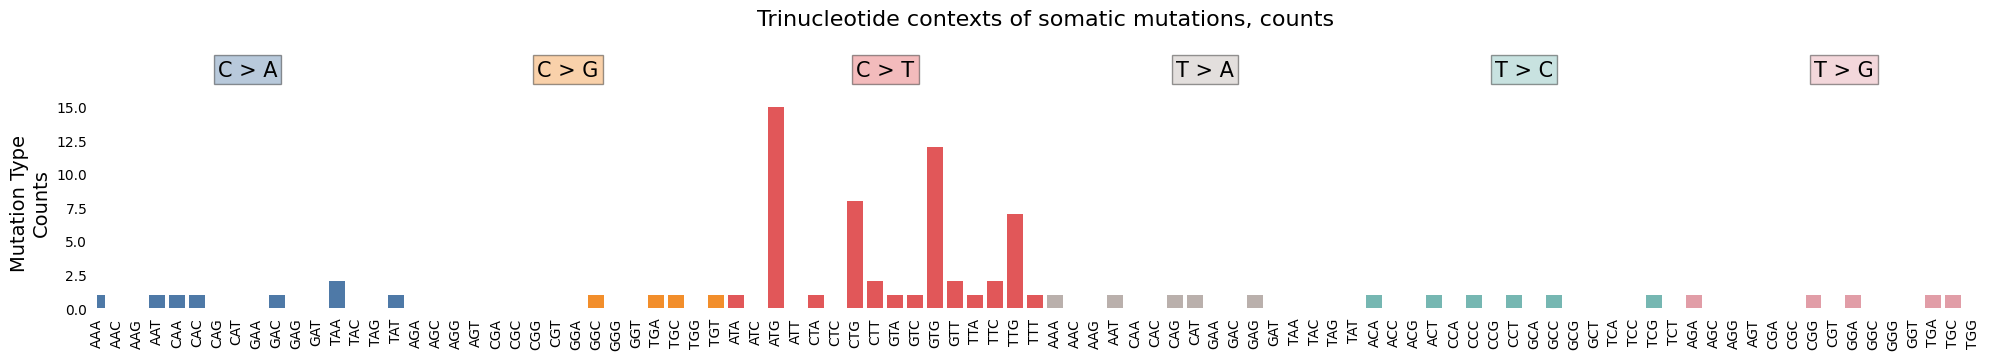 Trinucleotide contexts of somatic mutations, counts
C > A
C > G
C > T
T > A
T > C
T > G
Mutation Type
Counts
15.0
12.5
10.0
7.5
5.0
2.5
0.0
AAA
AAC
AAG
AAT
CAA
CAC
CAG
CAT
GAA
GAC
GAG
GAT
TAA
TAC
TAG
TAT
AGA
AGC
AGG
AGT
CGA
CGC
CGG
CGT
GGA
GGC
GGG
GGT
TGA
TGC
TGG
TGT
ATA
ATC
ATG
ATT
CTA
CTC
CTG
CTT
GTA
GTC
GTG
GTT
TTA
TTC
TTG
TTT
AAA
AAC
AAG
AAT
CAA
CAC
CAG
CAT
GAA
GAC
GAG
GAT
TAA
TAC
TAG
TAT
ACA
ACC
ACG
ACT
CCA
CCC
CCG
CCT
GCA
GCC
GCG
GCT
TCA
TCC
TCG
TCT
AGA
AGC
AGG
AGT
CGA
CGC
CGG
CGT
GGA
GGC
GGG
GGT
TGA
TGC
TGG